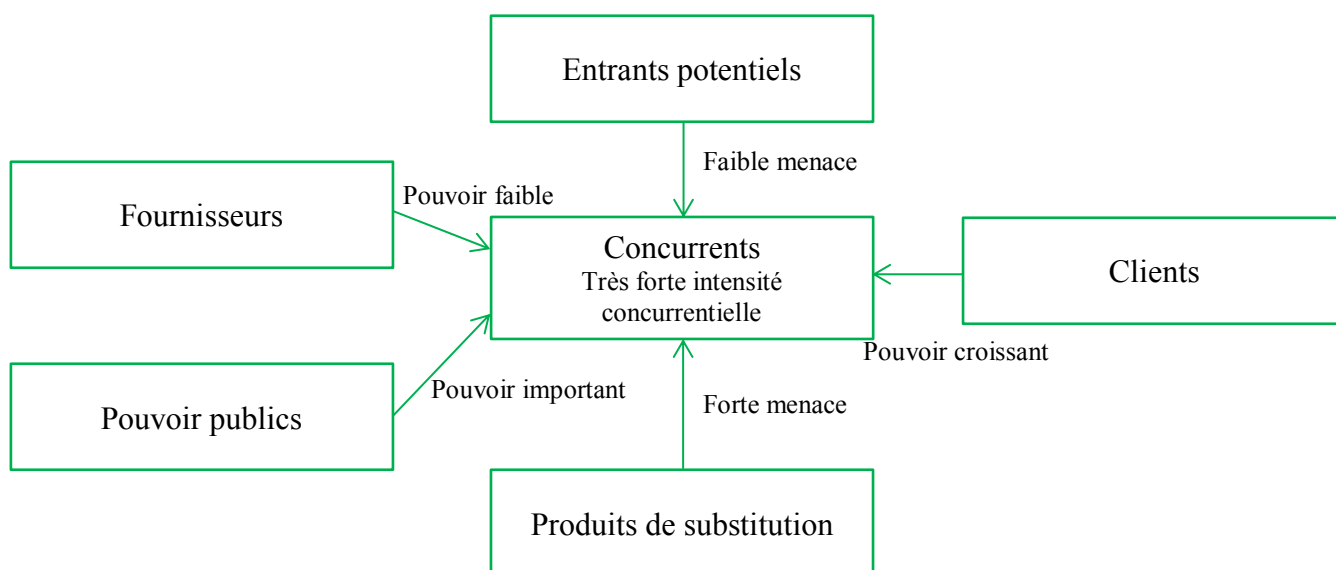 Entrants potentiels
Faible menace
Fournisseurs
Pouvoir faible
Concurrents
Très forte intensité
concurrentielle
Clients
Pouvoir croissant
Pouvoir publics
Pouvoir important
Forte menace
Produits de substitution